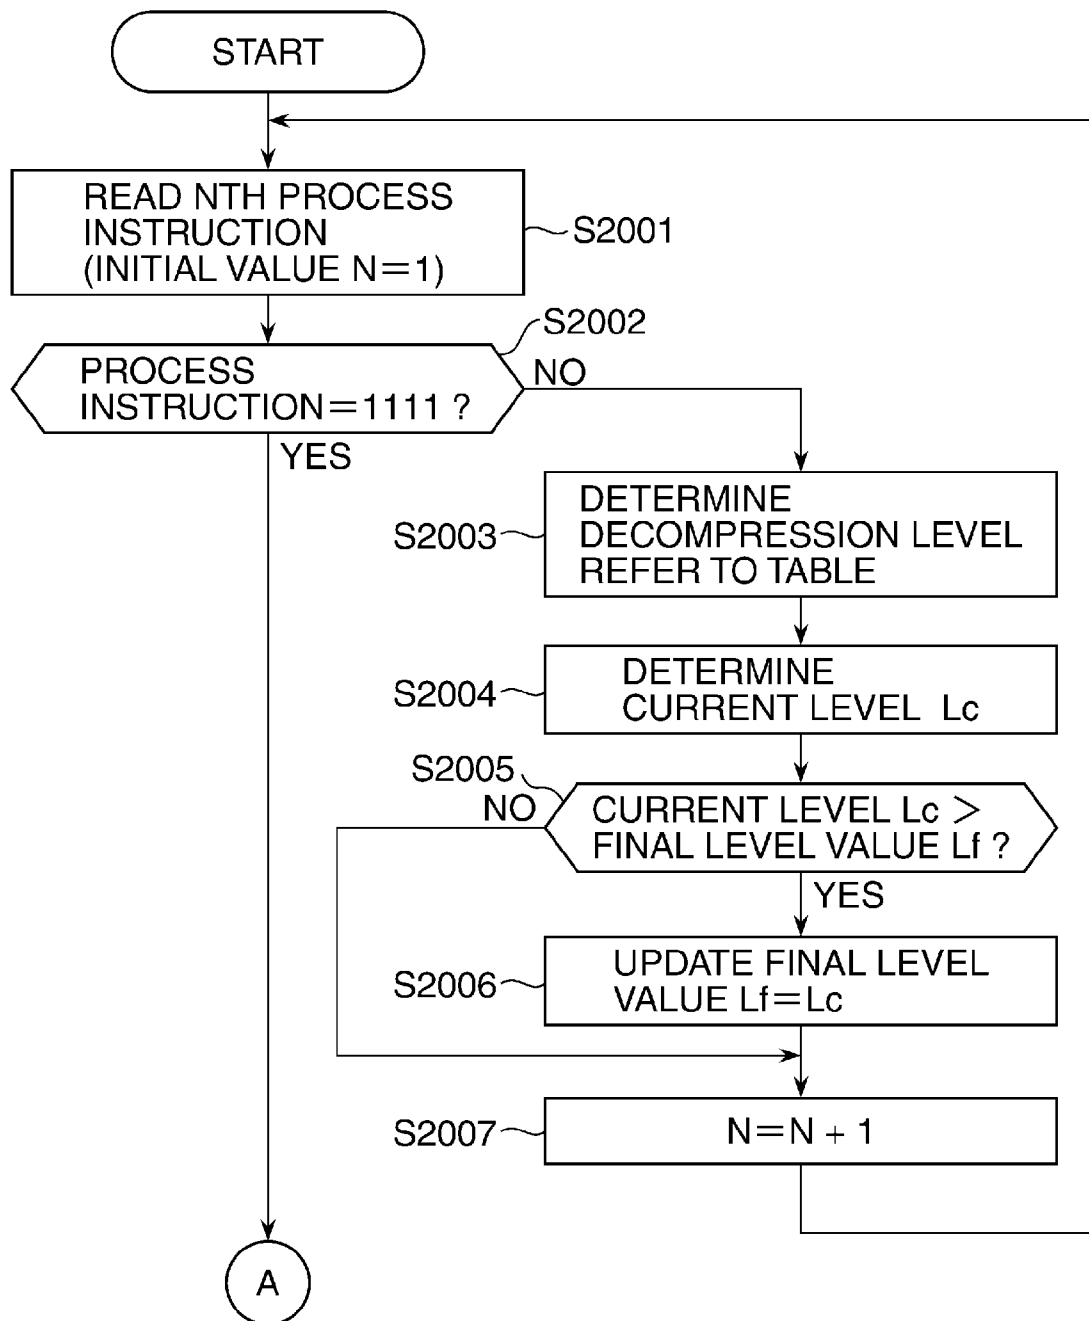 START
READ NTH PROCESS
INSTRUCTION
(INITIAL VALUE N=1)
S2001
S2002
PROCESS
INSTRUCTION=1111 ?
NO
YES
DETERMINE
DECOMPRESSION LEVEL
REFER TO TABLE
S2003
DETERMINE
CURRENT LEVEL Lc
S2004
S2005
NO
CURRENT LEVEL Lc >
FINAL LEVEL VALUE Lf ?
YES
UPDATE FINAL LEVEL
VALUE Lf=Lc
S2006
S2007
N=N + 1
A